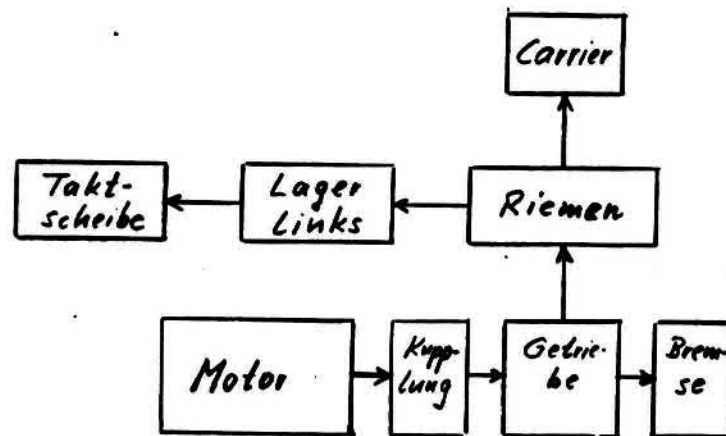 Carrier
Takt-
scheibe
Lager
Links
Riemen
Motor
Kupp-
lung
Getrie-
be
Brem-
se